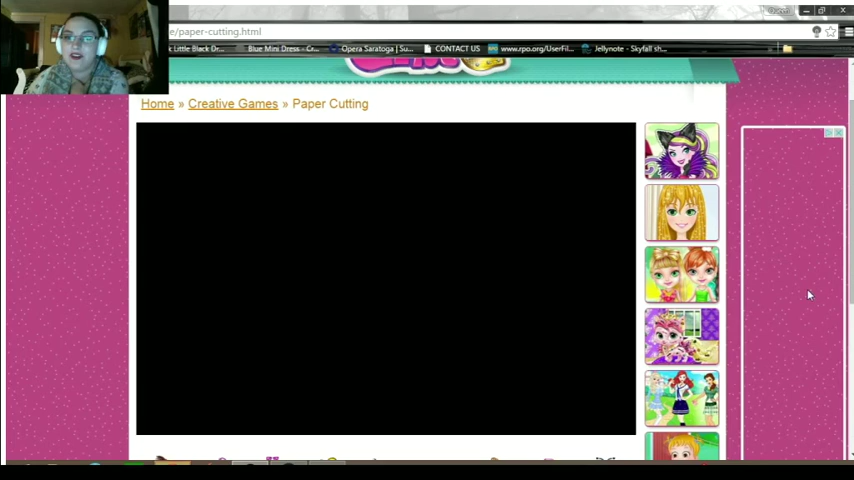 e/paper-cutting.html
k Little Black Dr...
Blue Mini Dress - Cr...
Opera Saratoga | Su...
CONTACT US
RPO
www.rpo.org/UserFil...
Jellynote - Skyfall sh...
Home » Creative Games » Paper Cutting